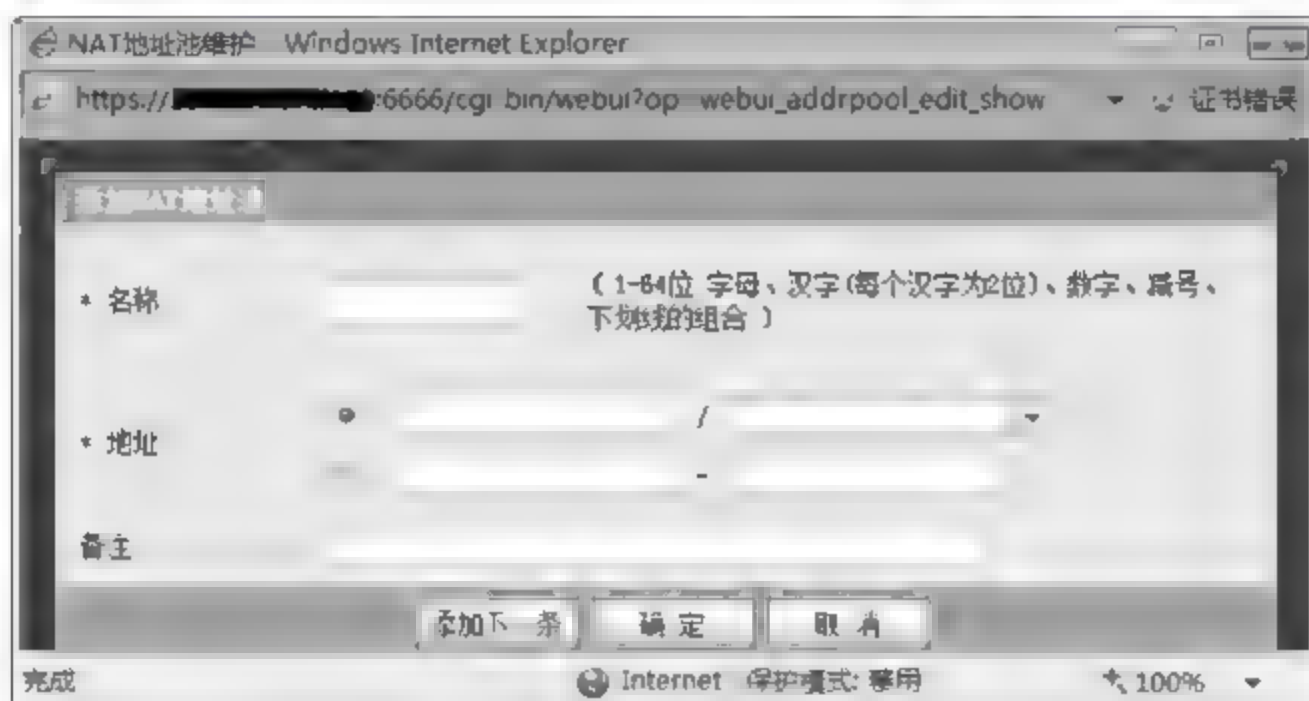 NAT地址池维护 Windows Internet Explorer
https:// :6666/cgi bin/webui?op webui_addrpool_edit_show 证书错误
* 名称 (1-64位 字母、汉字(每个汉字为2位)、数字、减号、
下划线的组合 )
* 地址 /
-
备注
添加下一条 确定 取消
完成 Internet 保护模式: 禁用 100%